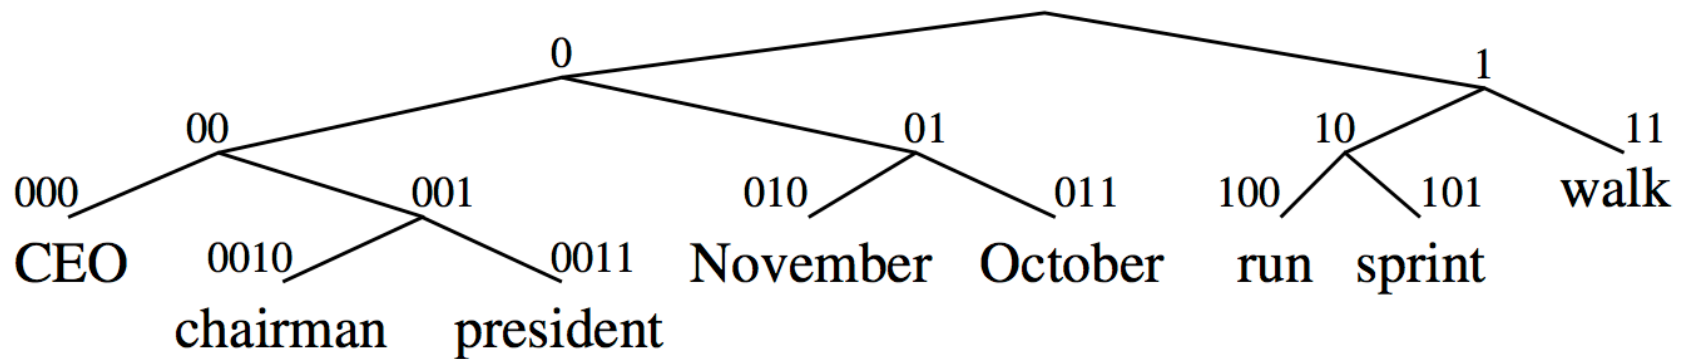 0 1
00 01 10 11
000 001 010 011 100 101 walk
CEO 0010 0011 November October run sprint
chairman president